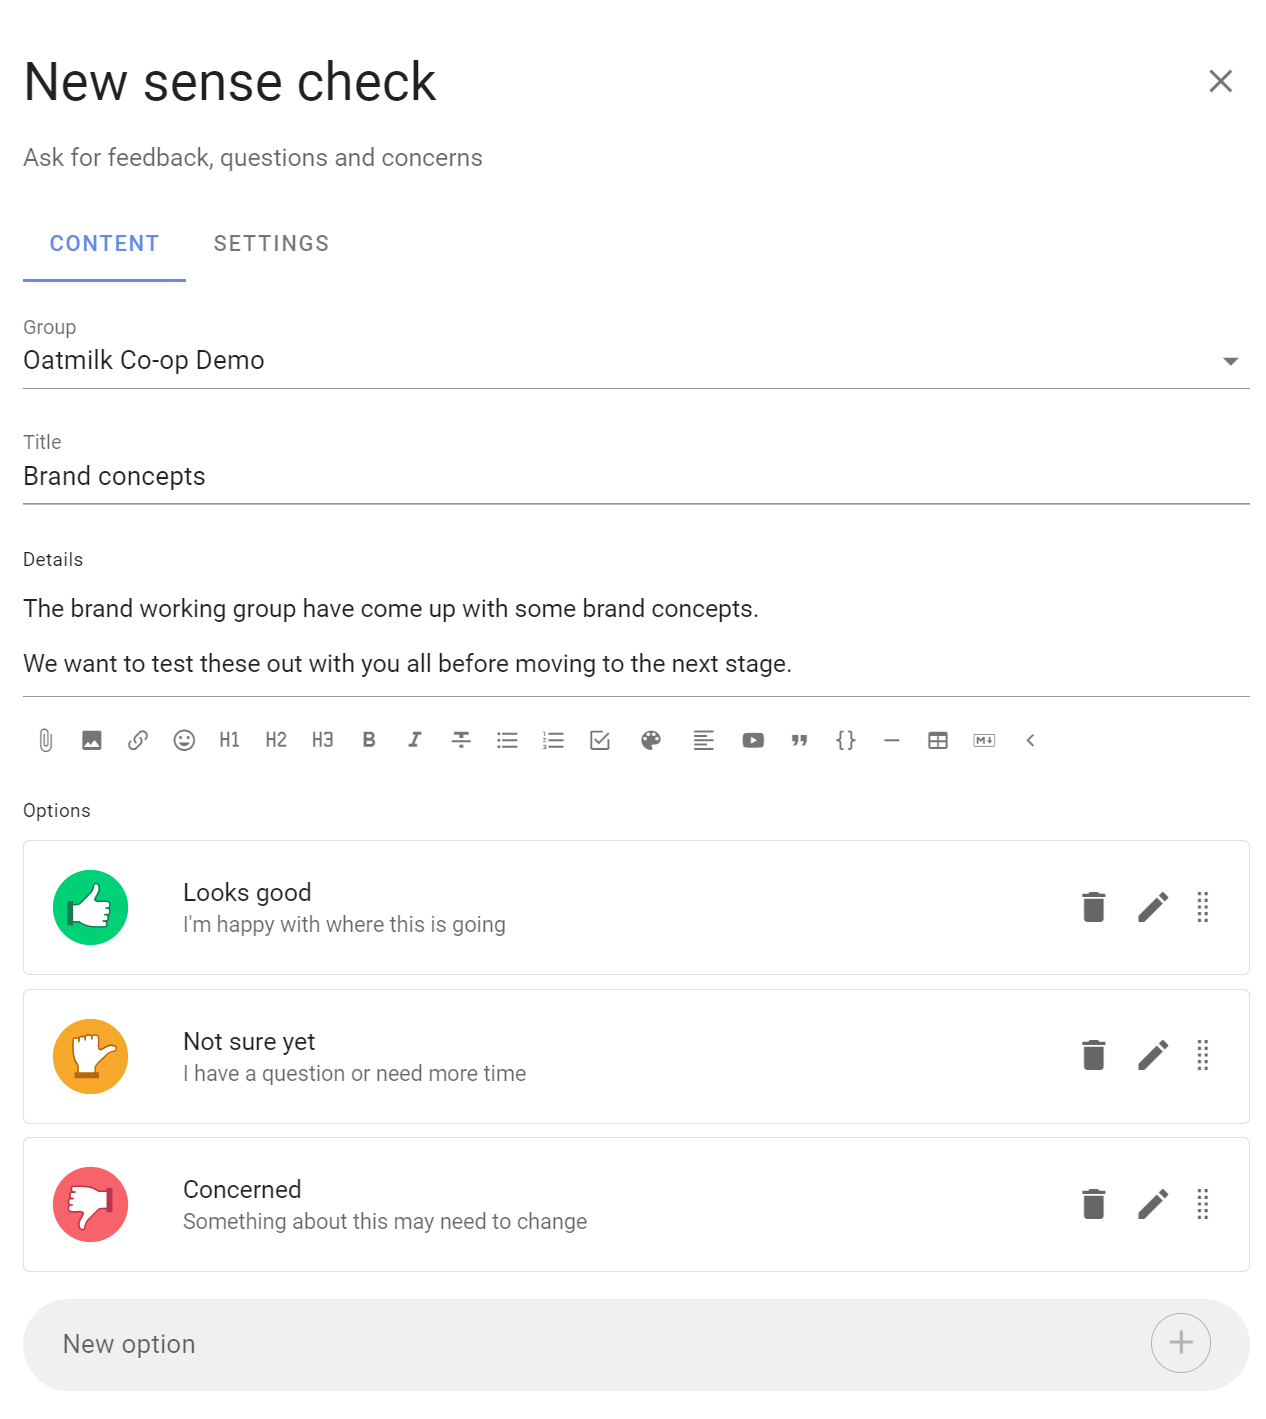 New sense check
Ask for feedback, questions and concerns
CONTENT SETTINGS
Group
Oatmilk Co-op Demo
Title
Brand concepts
Details
The brand working group have come up with some brand concepts.
We want to test these out with you all before moving to the next stage.
H1 H2 H3 B I M
Options
Looks good
I'm happy with where this is going
Not sure yet
I have a question or need more time
Concerned
Something about this may need to change
New option